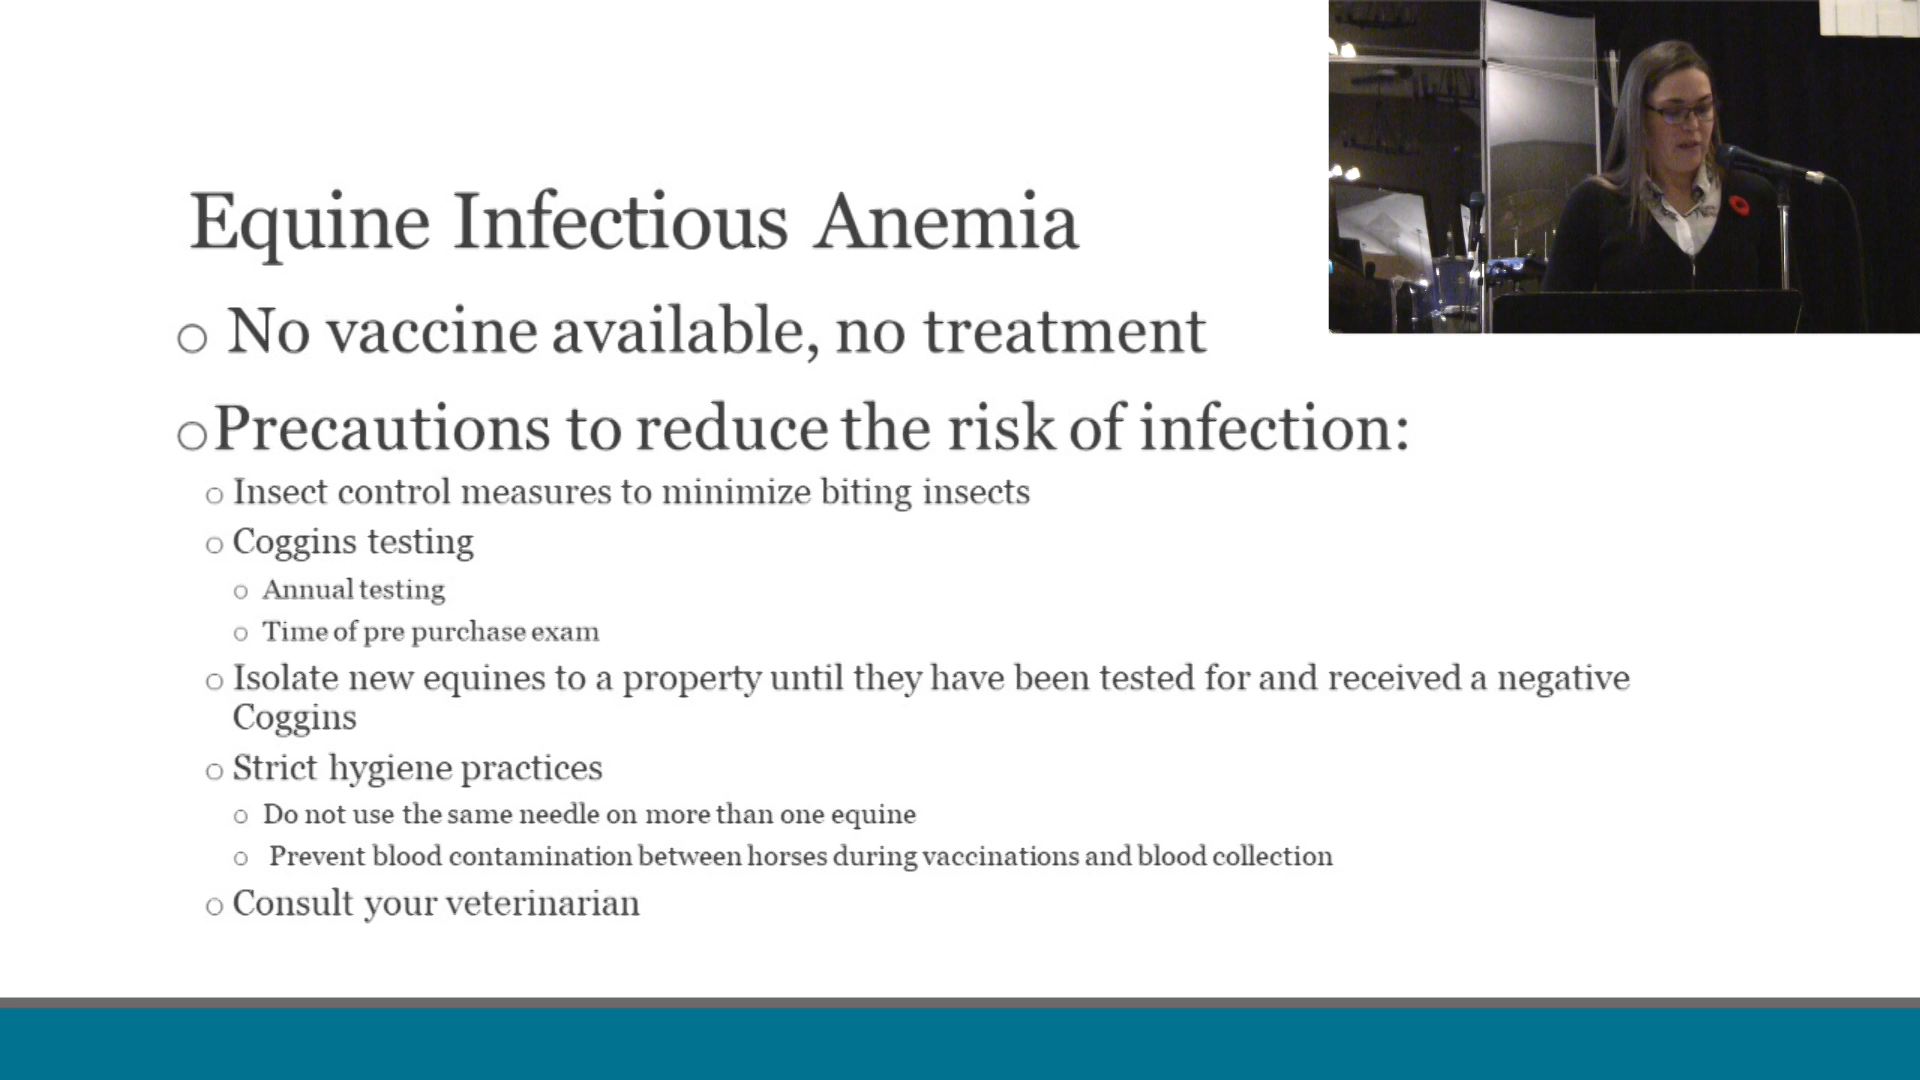 Equine Infectious Anemia
No vaccine available, no treatment
Precautions to reduce the risk of infection:
Insect control measures to minimize biting insects
Coggins testing
Annual testing
Time of pre purchase exam
Isolate new equines to a property until they have been tested for and received a negative
Coggins
Strict hygiene practices
Do not use the same needle on more than one equine
Prevent blood contamination between horses during vaccinations and blood collection
Consult your veterinarian